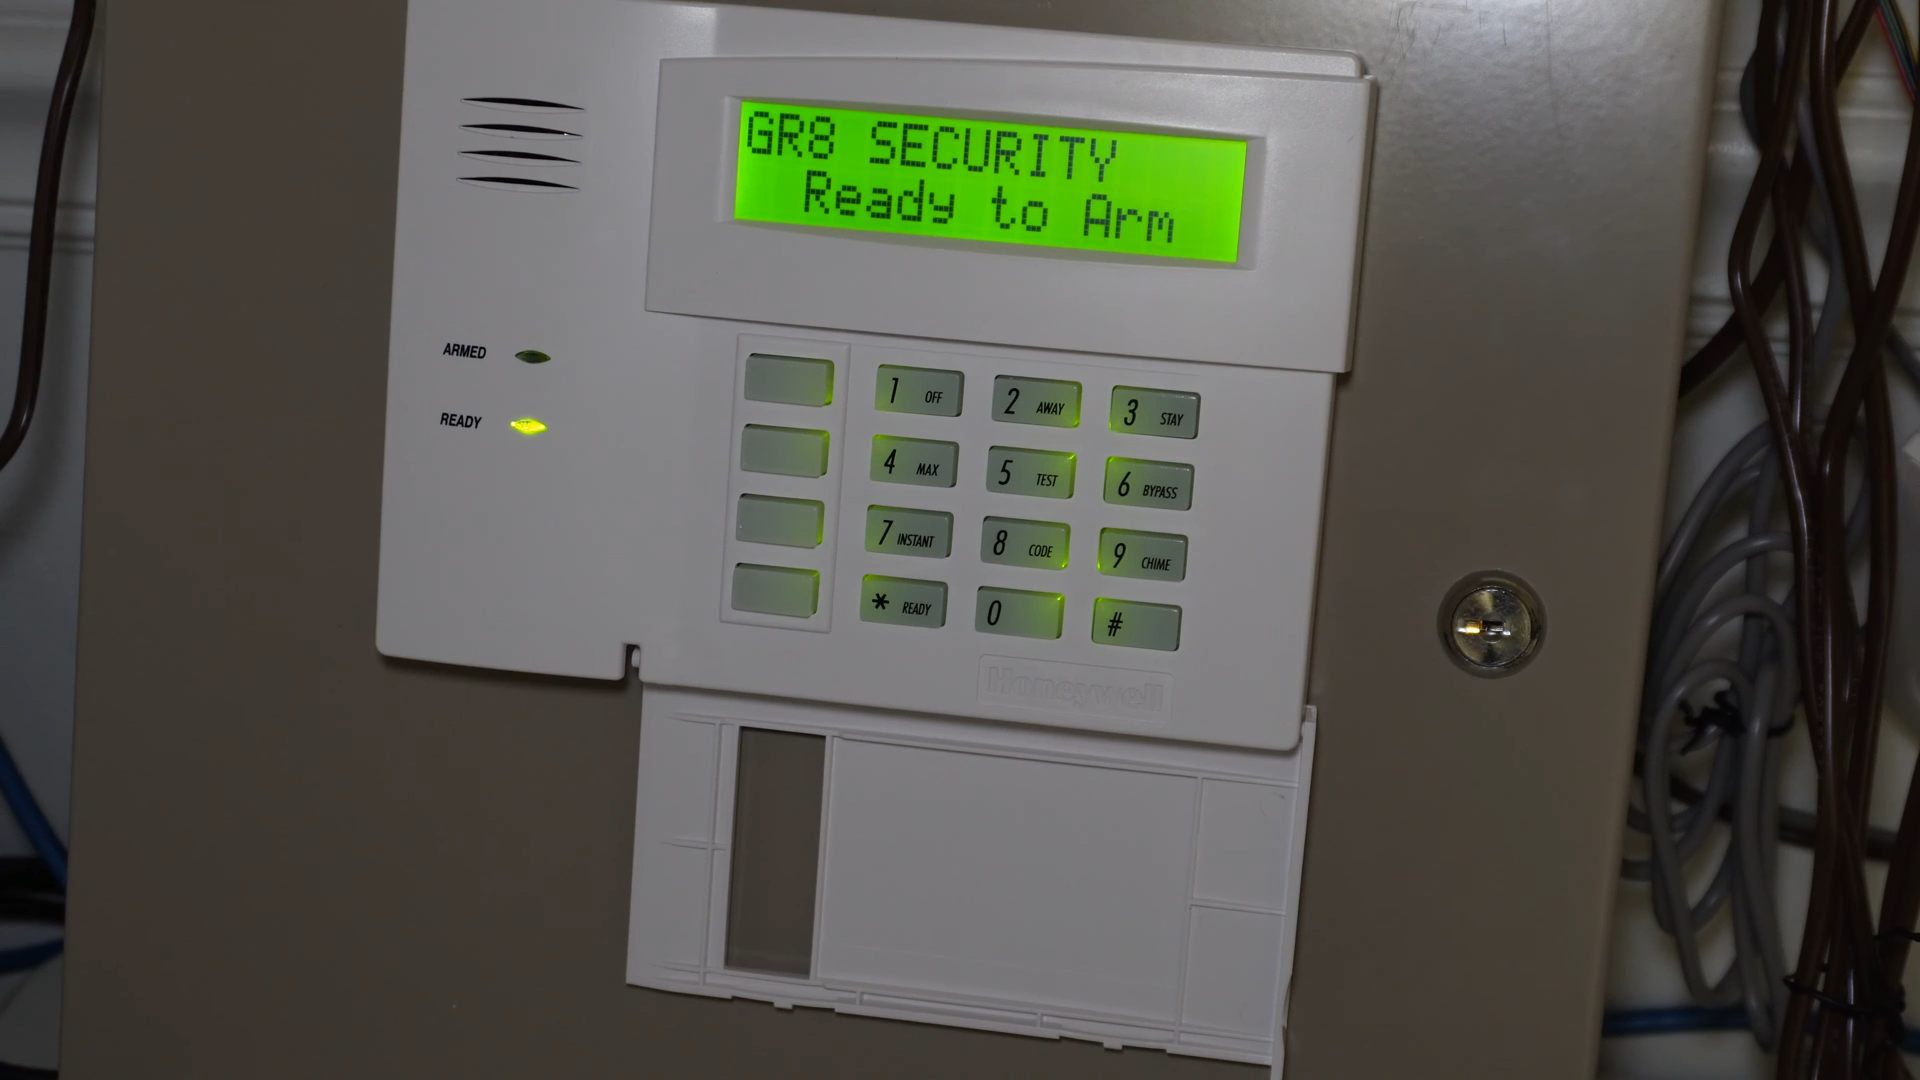 GR8 SECURITY
Ready to Arm
ARMED
READY
1 OFF
2 AWAY
3 STAY
4 MAX
5 TEST
6 BYPASS
7 INSTANT
8 CODE
9 CHIME
* READY
0
#
Honeywell